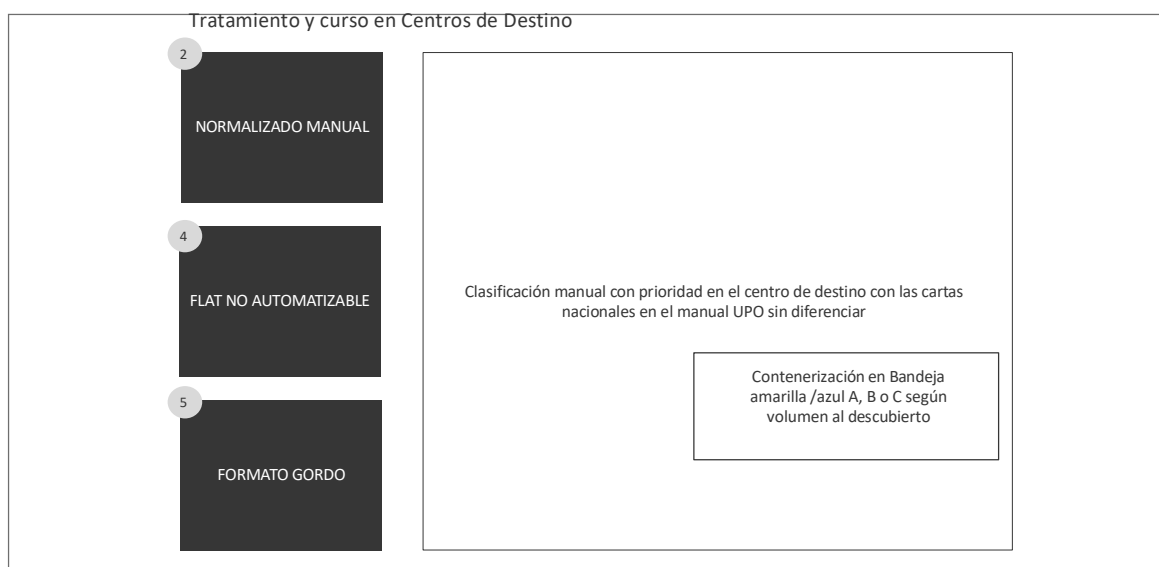 Tratamiento y curso en Centros de Destino
2
NORMALIZADO MANUAL
4
FLAT NO AUTOMATIZABLE
5
FORMATO GORDO
Clasificación manual con prioridad en el centro de destino con las cartas
nacionales en el manual UPO sin diferenciar
Contenerización en Bandeja
amarilla /azul A, B o C según
volumen al descubierto